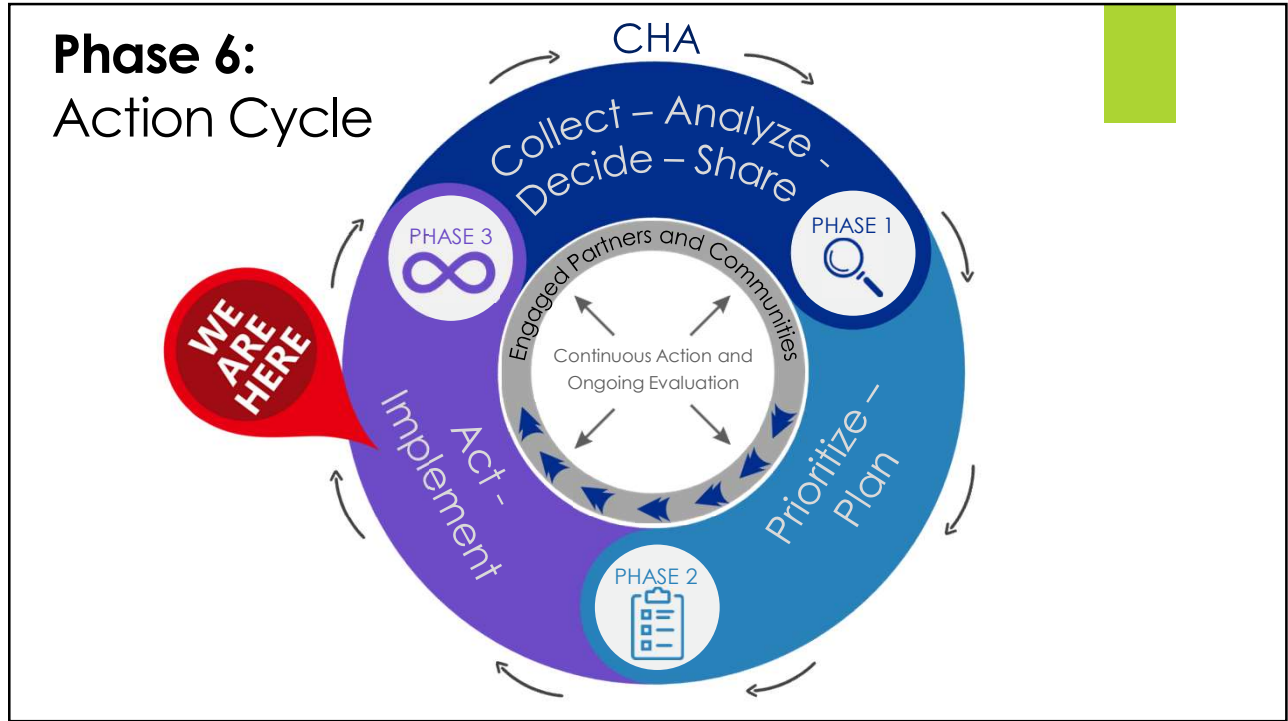 Phase 6:
Action Cycle
CHA
Collect – Analyze -
Decide – Share
PHASE 1
PHASE 3
Engaged Partners and Communities
Continuous Action and
Ongoing Evaluation
WE
ARE
HERE
Act -
Implement
Prioritize –
Plan
PHASE 2